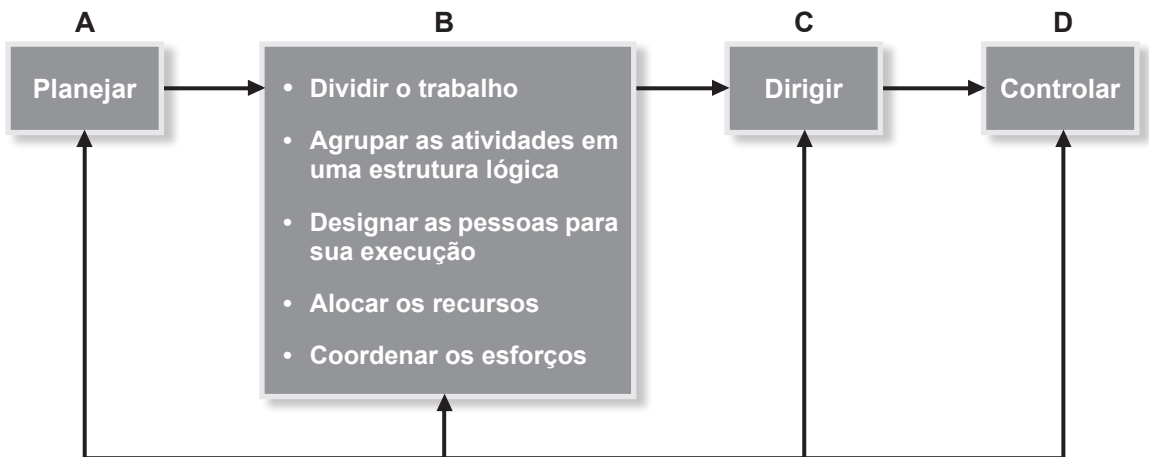 A
B
C
D
Planejar
• Dividir o trabalho
• Agrupar as atividades em
uma estrutura lógica
• Designar as pessoas para
sua execução
• Alocar os recursos
• Coordenar os esforços
Dirigir
Controlar